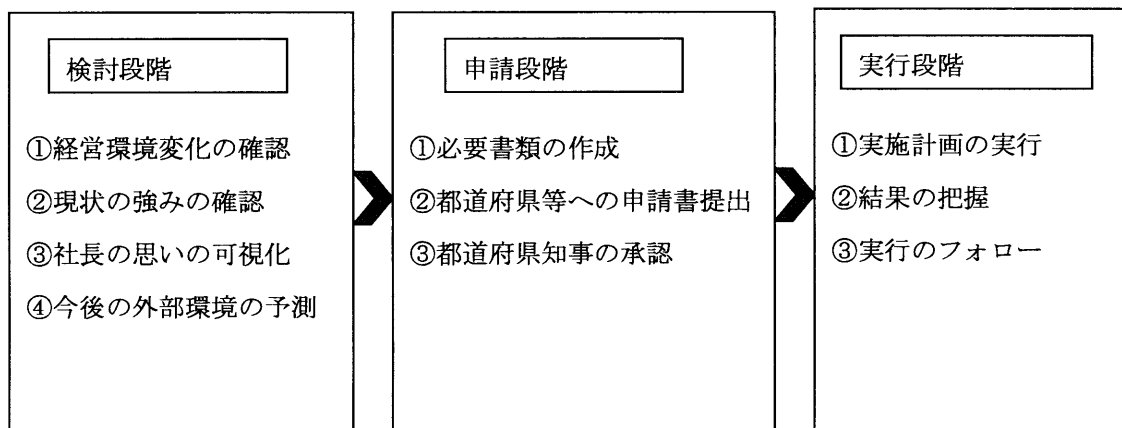 検討段階
①経営環境変化の確認
②現状の強みの確認
③社長の思いの可視化
④今後の外部環境の予測
申請段階
①必要書類の作成
②都道府県等への申請書提出
③都道府県知事の承認
実行段階
①実施計画の実行
②結果の把握
③実行のフォロー